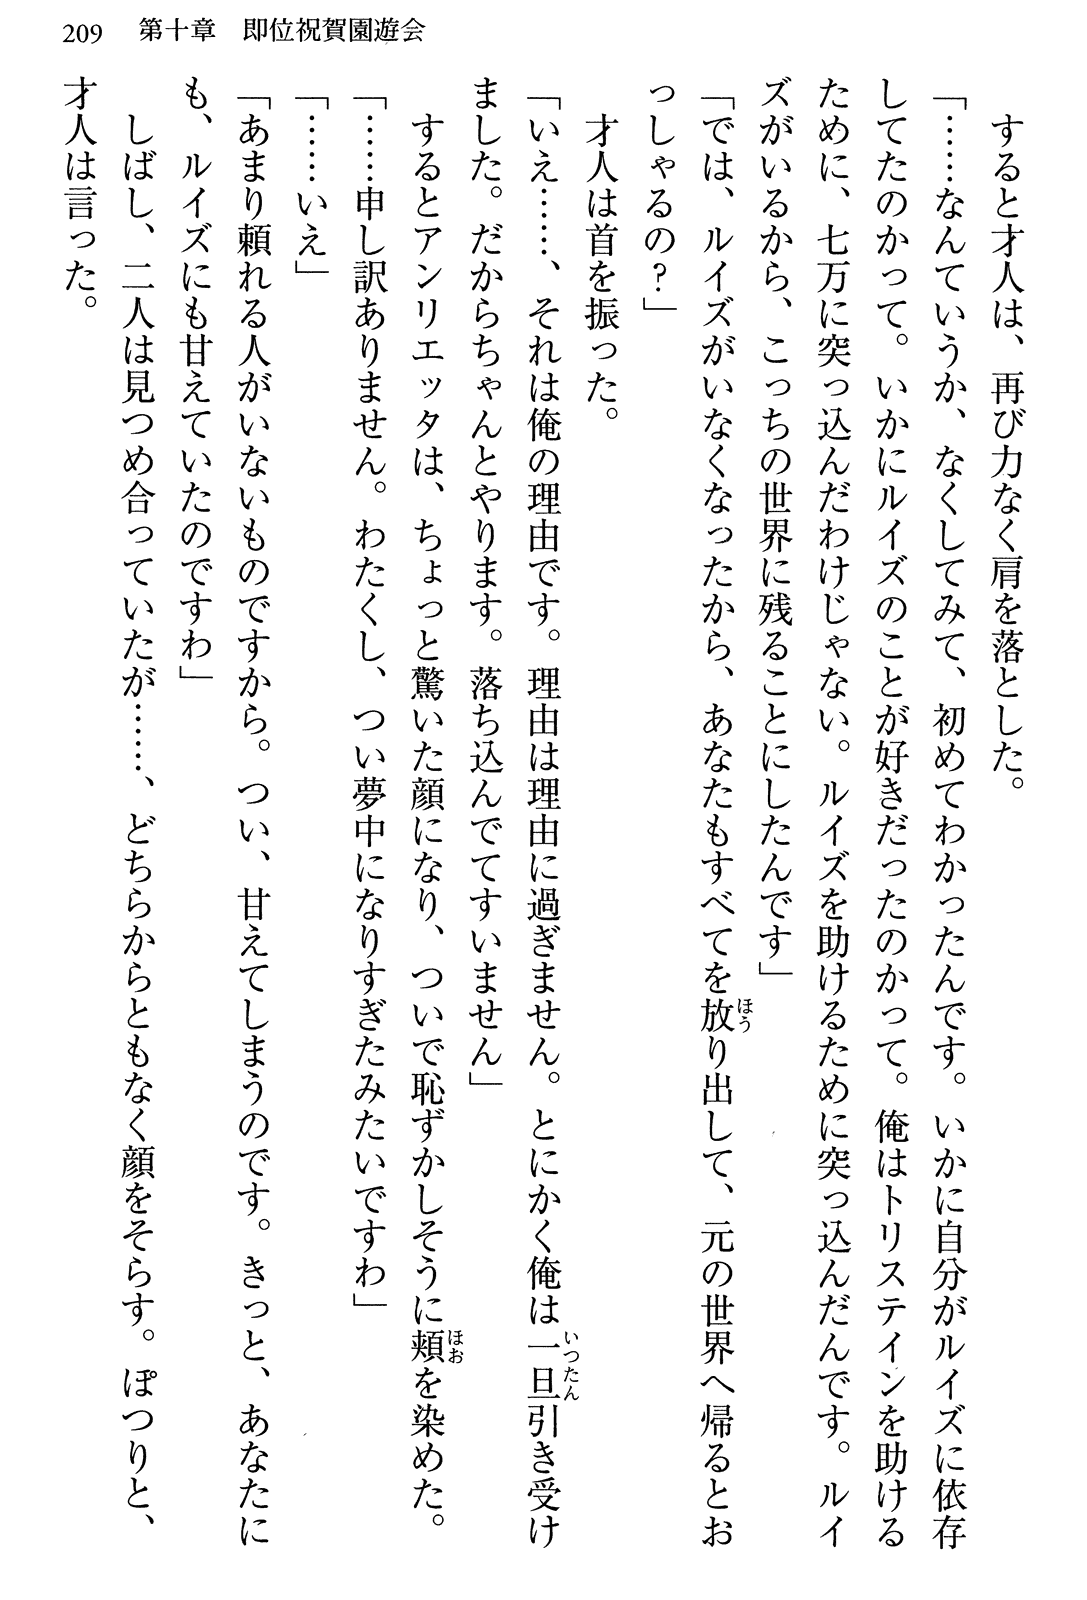 209 第十章 即位祝賀園遊会
すると才人は、再び力なく肩を落とした。
「……なんていうか、なくしてみて、初めてわかったんです。いかに自分がルイズに依存
してたのかって。いかにルイズのことが好きだったのかって。俺はトリステインを助ける
ために、七万に突っ込んだわけじゃない。ルイズを助けるために突っ込んだんです。ルイ
ズがいるから、こっちの世界に残ることにしたんです」
「では、ルイズがいなくなったから、あなたもすべてを放り出して、元の世界へ帰るとお
っしゃるの?」
才人は首を振った。
「いえ……、それは俺の理由です。理由は理由に過ぎません。とにかく俺は一旦引き受け
ました。だからちゃんとやります。落ち込んでてすいません」
するとアンリエッタは、ちょっと驚いた顔になり、ついで恥ずかしそうに頬を染めた。
「……申し訳ありません。わたくし、つい夢中になりすぎたみたいですわ」
「……いえ」
「あまり頼れる人がいないものですから。つい、甘えてしまうのです。きっと、あなたに
も、ルイズにも甘えていたのですわ」
しばし、二人は見つめ合っていたが……、どちらからともなく顔をそらす。ぽつりと、
才人は言った。